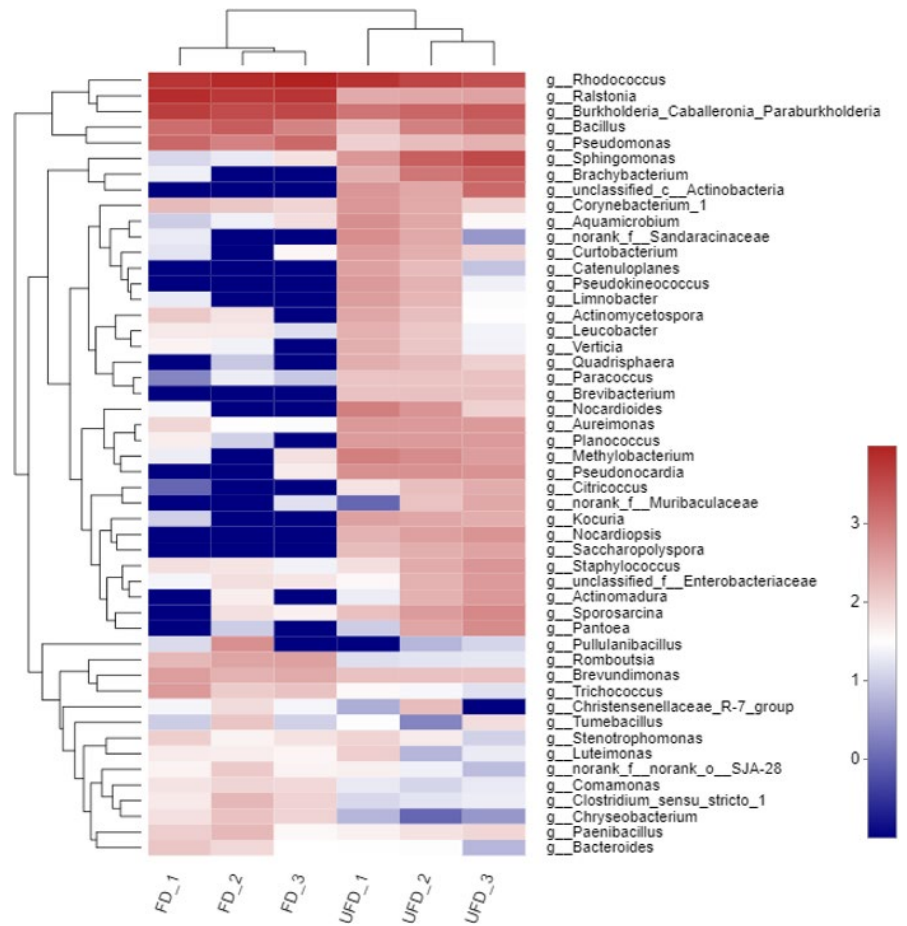 g__Rhodococcus
g__Ralstonia
g__Burkholderia_Caballeronia_Paraburkholderia
g__Bacillus
g__Pseudomonas
g__Sphingomonas
g__Brachybacterium
g__unclassified_c__Actinobacteria
g__Corynebacterium_1
g__Aquamicrobium
g__norank_f__Sandaracinaceae
g__Curtobacterium
g__Catenuloplanes
g__Pseudokineococcus
g__Limnobacter
g__Actinomycetospora
g__Leucobacter
g__Verticia
g__Quadrisphaera
g__Paracoccus
g__Brevibacterium
g__Nocardioides
g__Aureimonas
g__Planococcus
g__Methylobacterium
g__Pseudonocardia
g__Citricoccus
g__norank_f__Muribaculaceae
g__Kocuria
g__Nocardiopsis
g__Saccharopolyspora
g__Staphylococcus
g__unclassified_f__Enterobacteriaceae
g__Actinomadura
g__Sporosarcina
g__Pantoea
g__Pullulanibacillus
g__Romboutsia
g__Brevundimonas
g__Trichococcus
g__Christensenellaceae_R-7_group
g__Tumebacillus
g__Stenotrophomonas
g__Luteimonas
g__norank_f__norank_o__SJA-28
g__Comamonas
g__Clostridium_sensu_stricto_1
g__Chryseobacterium
g__Paenibacillus
g__Bacteroides
3
2
1
0
FD_1 FD_2 FD_3 UFD_1 UFD_2 UFD_3